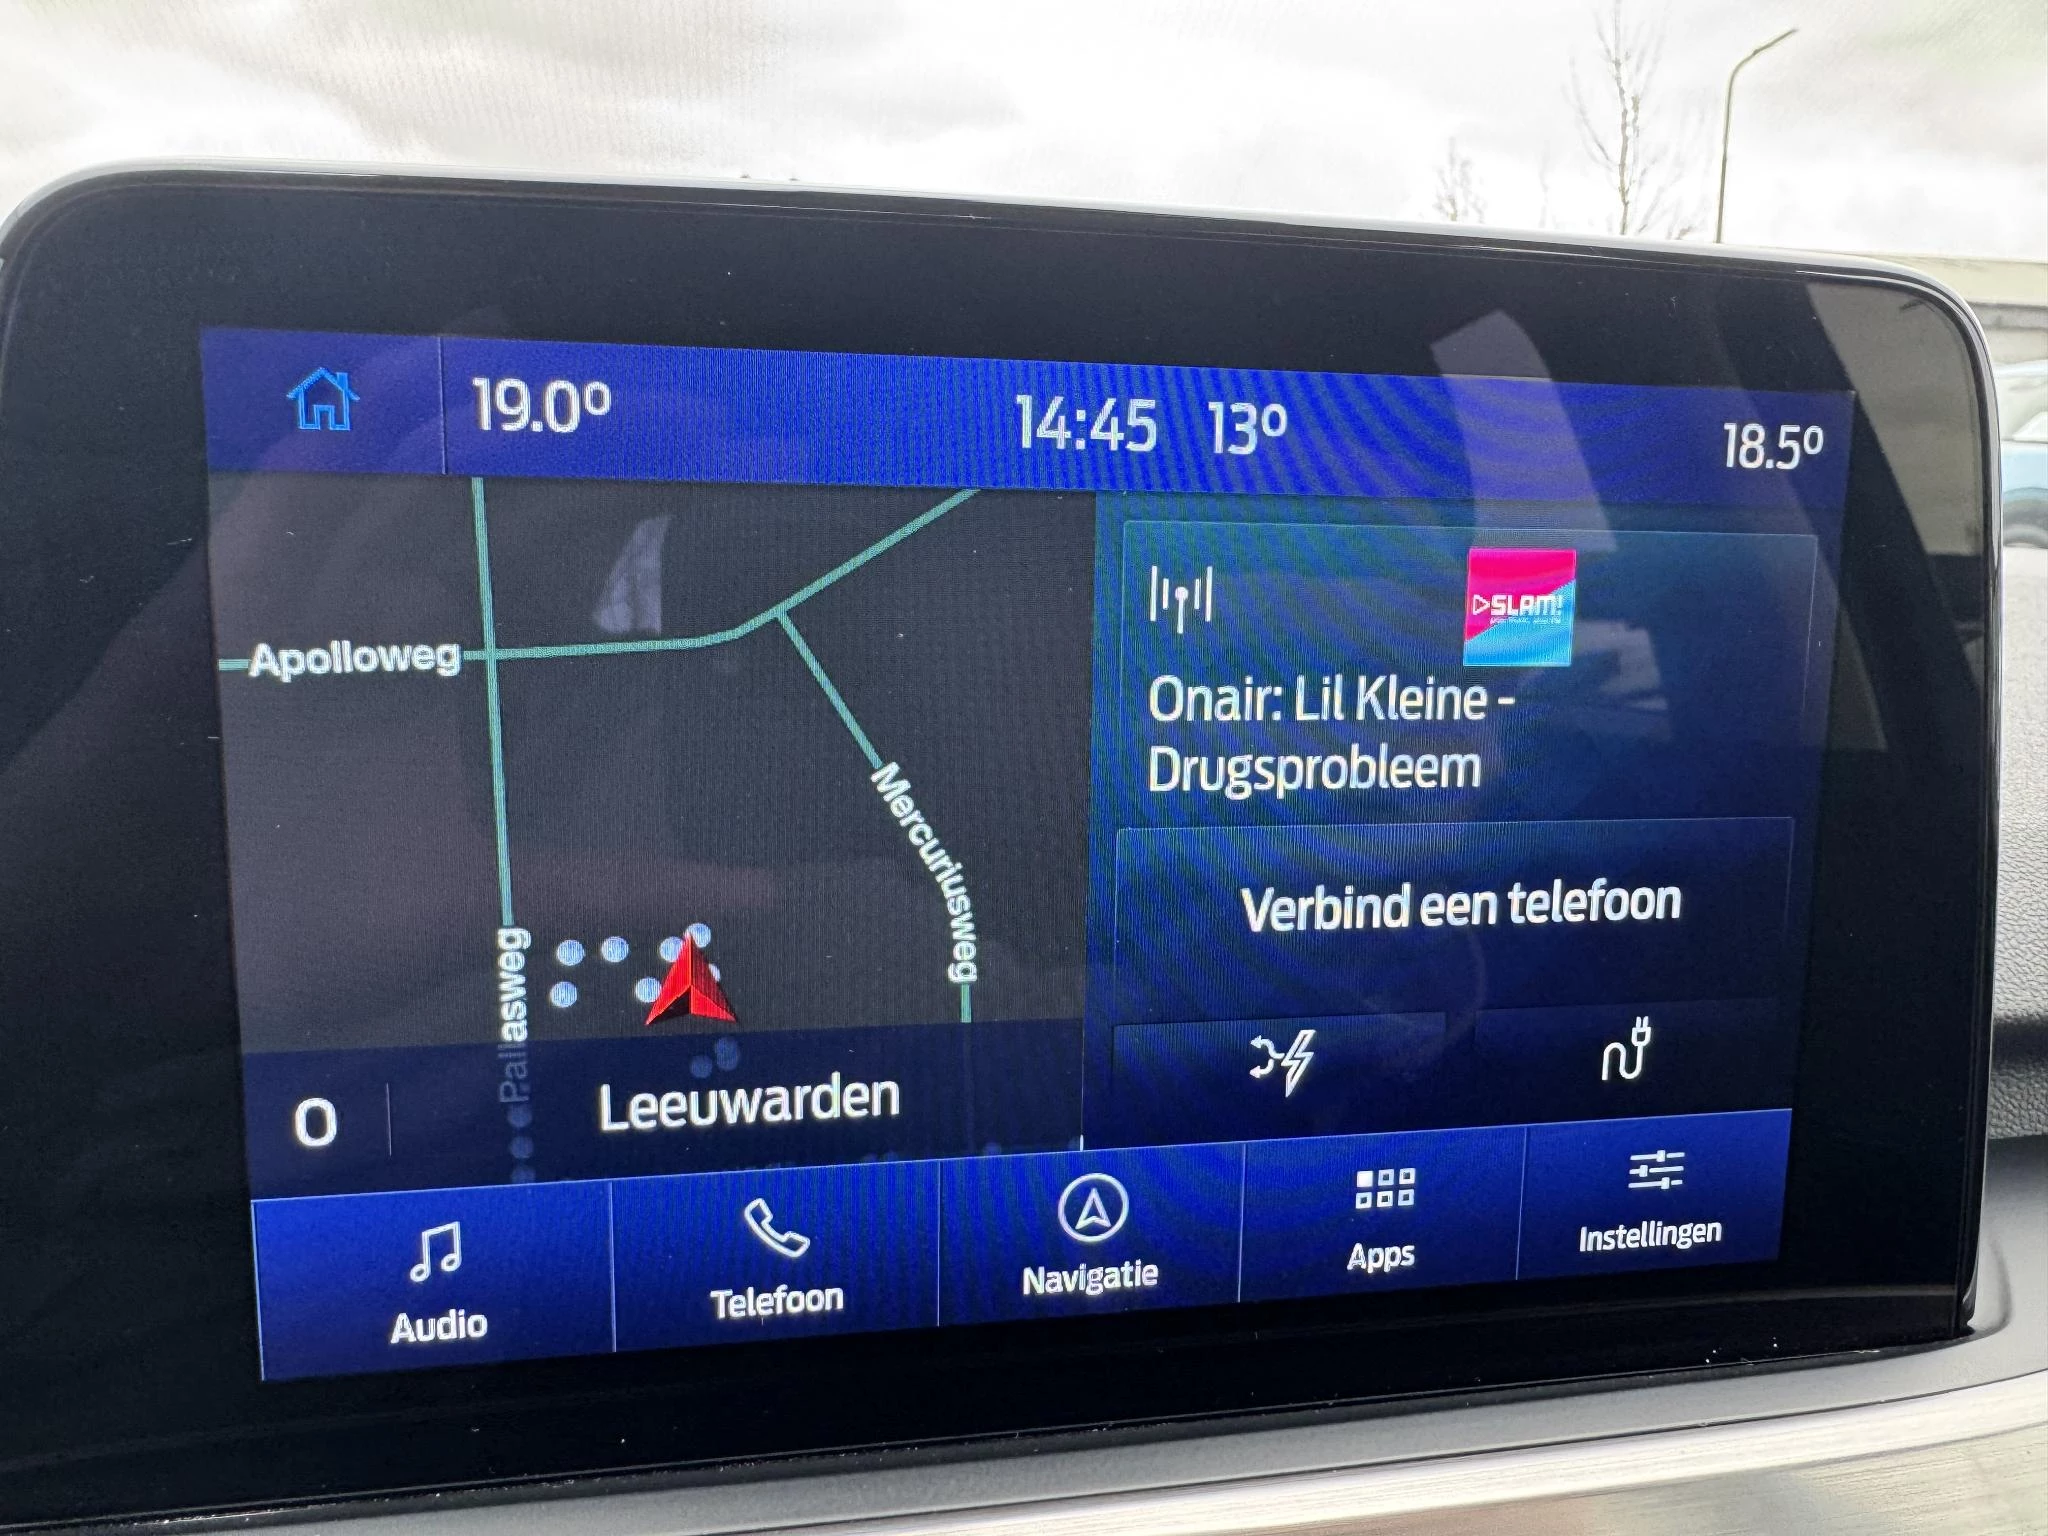 19.0°
14:45
13°
18.5°
Apolloweg
Mercuriusweg
Pallasweg
0
Leeuwarden
SLAM!
Onair: Lil Kleine -
Drugsprobleem
Verbind een telefoon
Audio
Telefoon
Navigatie
Apps
Instellingen